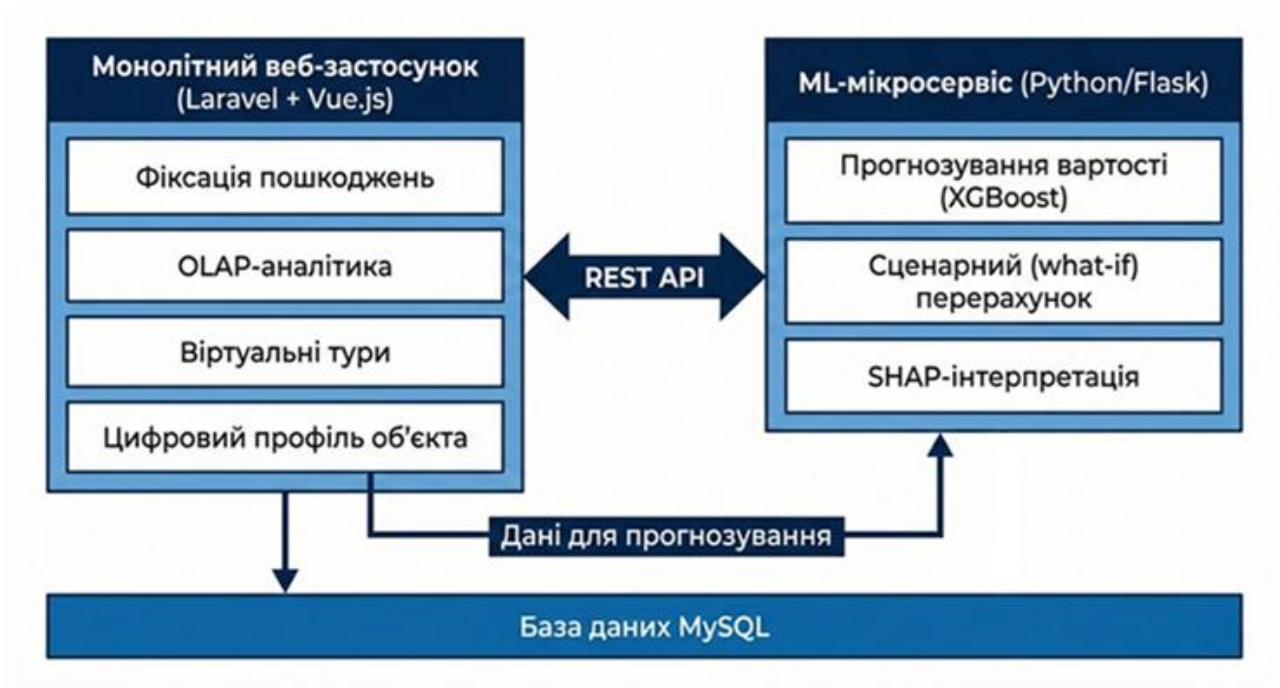 Монолітний веб-застосунок
(Laravel + Vue.js)
Фіксація пошкоджень
OLAP-аналітика
Віртуальні тури
Цифровий профіль об'єкта
REST API
ML-мікросервіс (Python/Flask)
Прогнозування вартості
(XGBoost)
Сценарний (what-if)
перерахунок
SHAP-інтерпретація
Дані для прогнозування
База даних MySQL